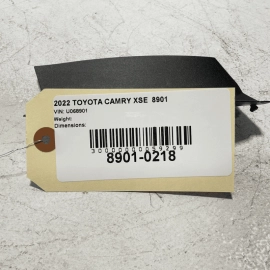 2022 TOYOTA CAMRY XSE 8901
VIN: U068901
Weight:
Dimensions:
8901-0218